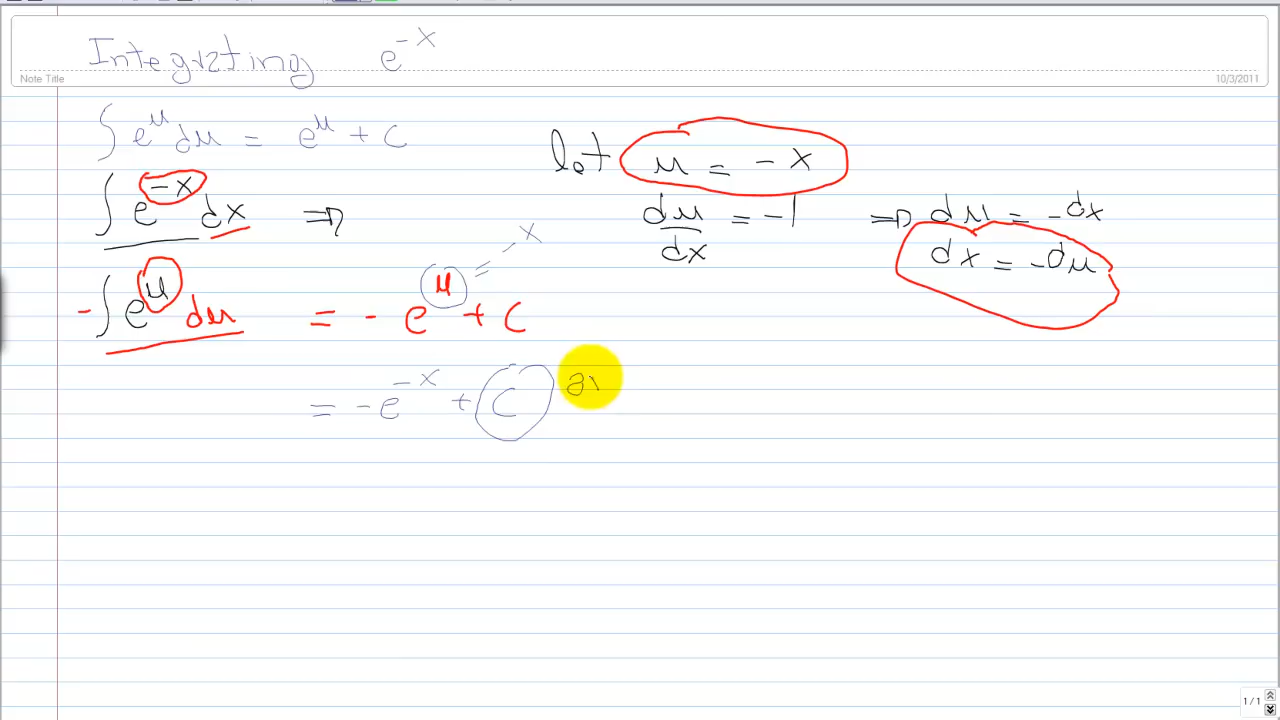 Integrating e^-x
Note Title
10/3/2011
∫ e^u du = e^u + c
let u = -x
∫ e^-x dx ⇒
du/dx = -1 ⇒ du = -dx
dx = -du
-∫ e^u du = -e^u + c
= -x
= -e^-x + c
1/1